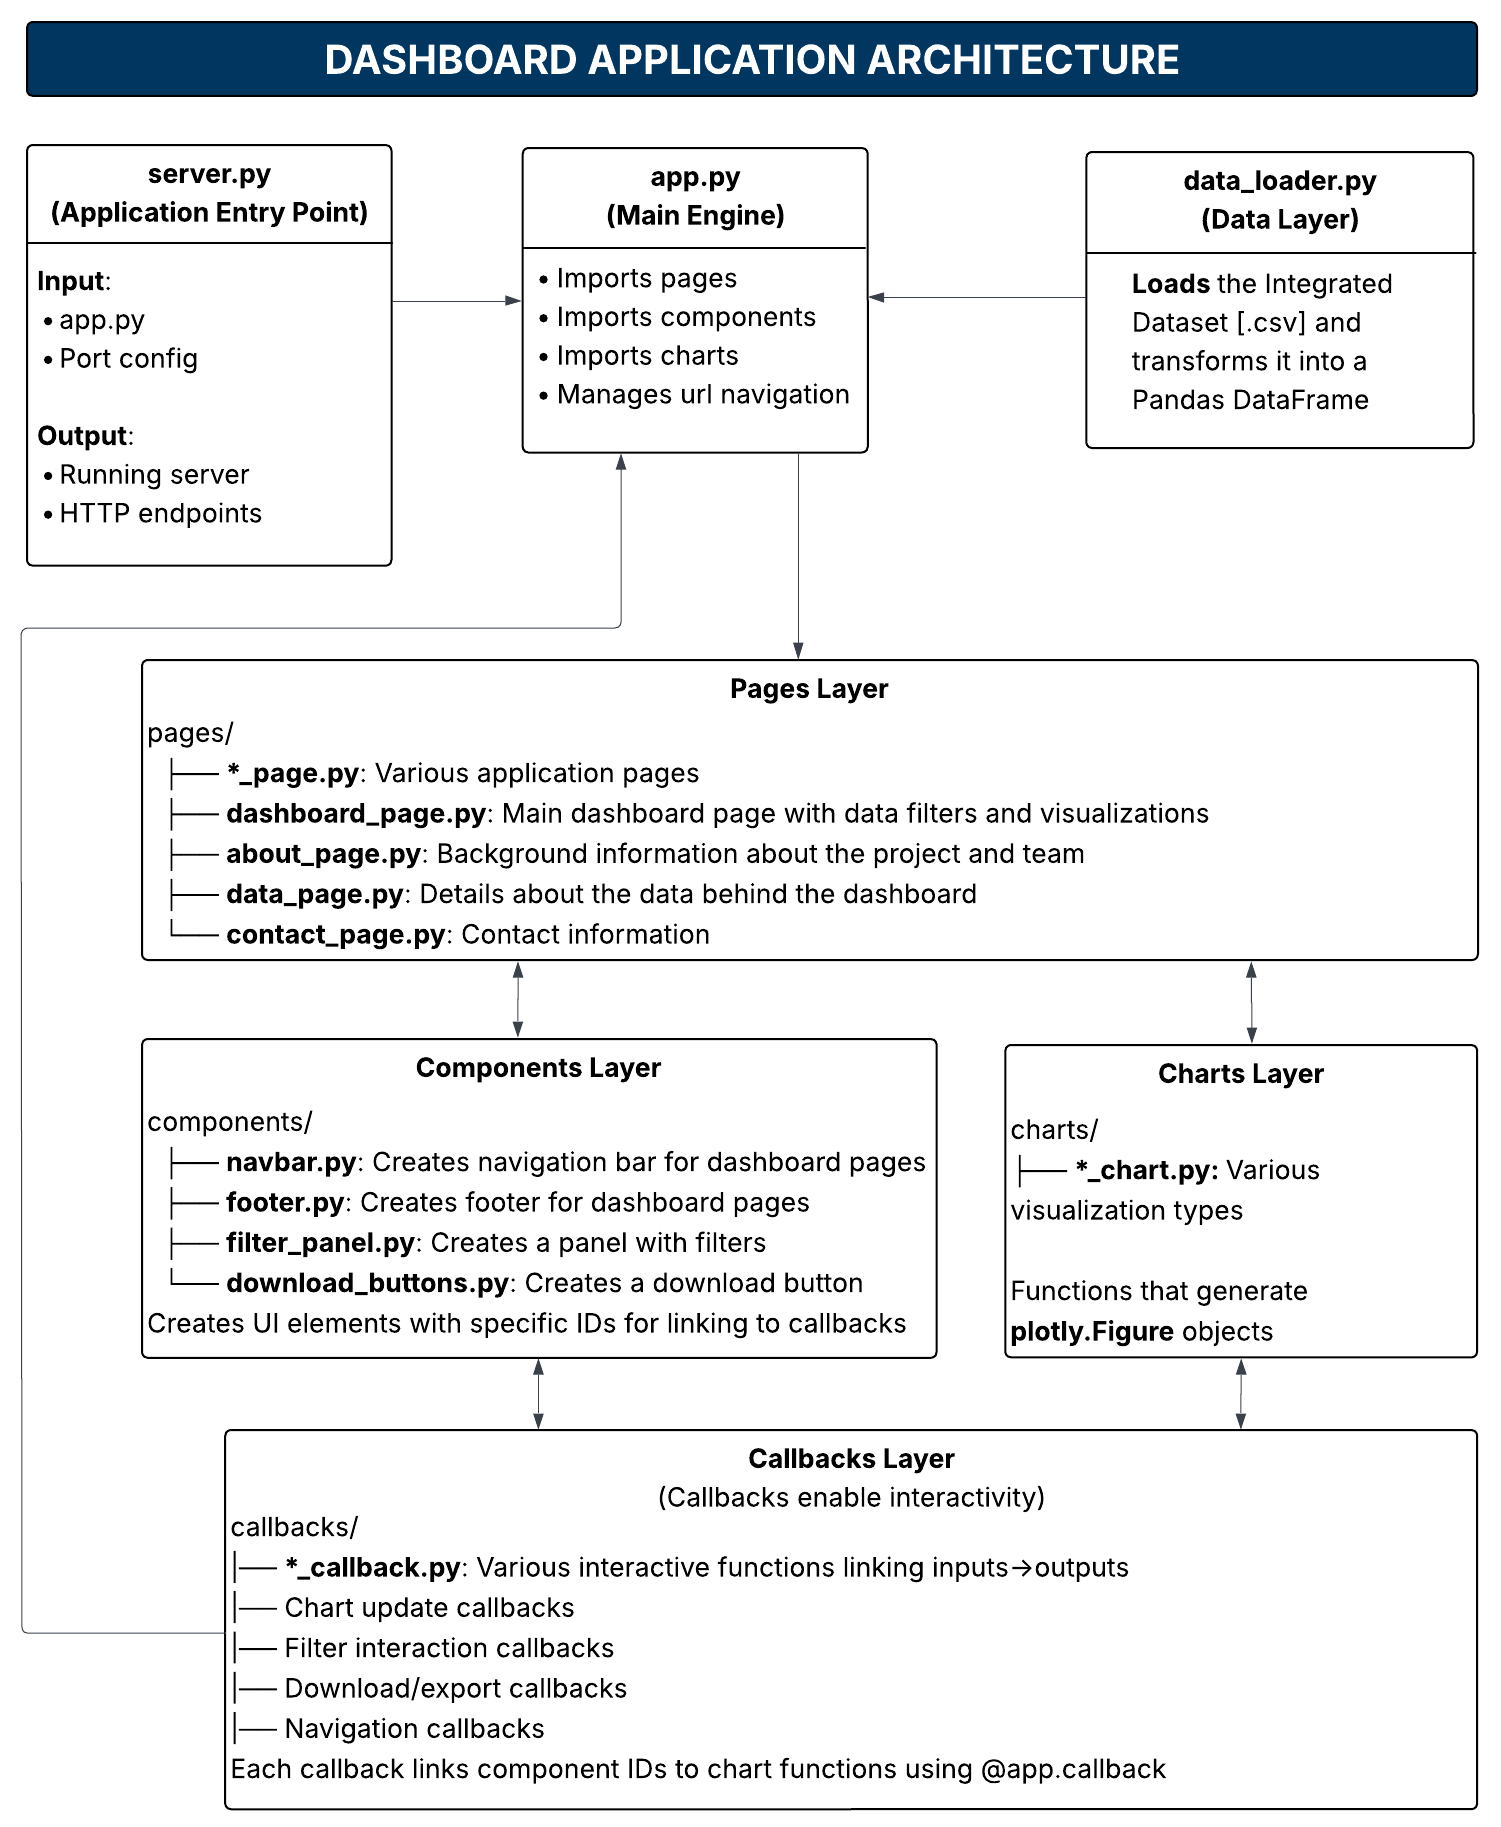 DASHBOARD APPLICATION ARCHITECTURE
server.py
(Application Entry Point)
Input:
• app.py
• Port config
Output:
• Running server
• HTTP endpoints
app.py
(Main Engine)
• Imports pages
• Imports components
• Imports charts
• Manages url navigation
data_loader.py
(Data Layer)
Loads the Integrated
Dataset [.csv] and
transforms it into a
Pandas DataFrame
Pages Layer
pages/
├── *_page.py: Various application pages
├── dashboard_page.py: Main dashboard page with data filters and visualizations
├── about_page.py: Background information about the project and team
├── data_page.py: Details about the data behind the dashboard
└── contact_page.py: Contact information
Components Layer
components/
├── navbar.py: Creates navigation bar for dashboard pages
├── footer.py: Creates footer for dashboard pages
├── filter_panel.py: Creates a panel with filters
└── download_buttons.py: Creates a download button
Creates UI elements with specific IDs for linking to callbacks
Charts Layer
charts/
├── *_chart.py: Various
visualization types
Functions that generate
plotly.Figure objects
Callbacks Layer
(Callbacks enable interactivity)
callbacks/
├── *_callback.py: Various interactive functions linking inputs→outputs
├── Chart update callbacks
├── Filter interaction callbacks
├── Download/export callbacks
├── Navigation callbacks
Each callback links component IDs to chart functions using @app.callback